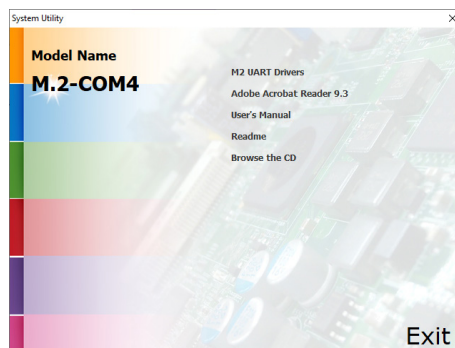 System Utility
Model Name
M.2-COM4
M2 UART Drivers
Adobe Acrobat Reader 9.3
User's Manual
Readme
Browse the CD
Exit